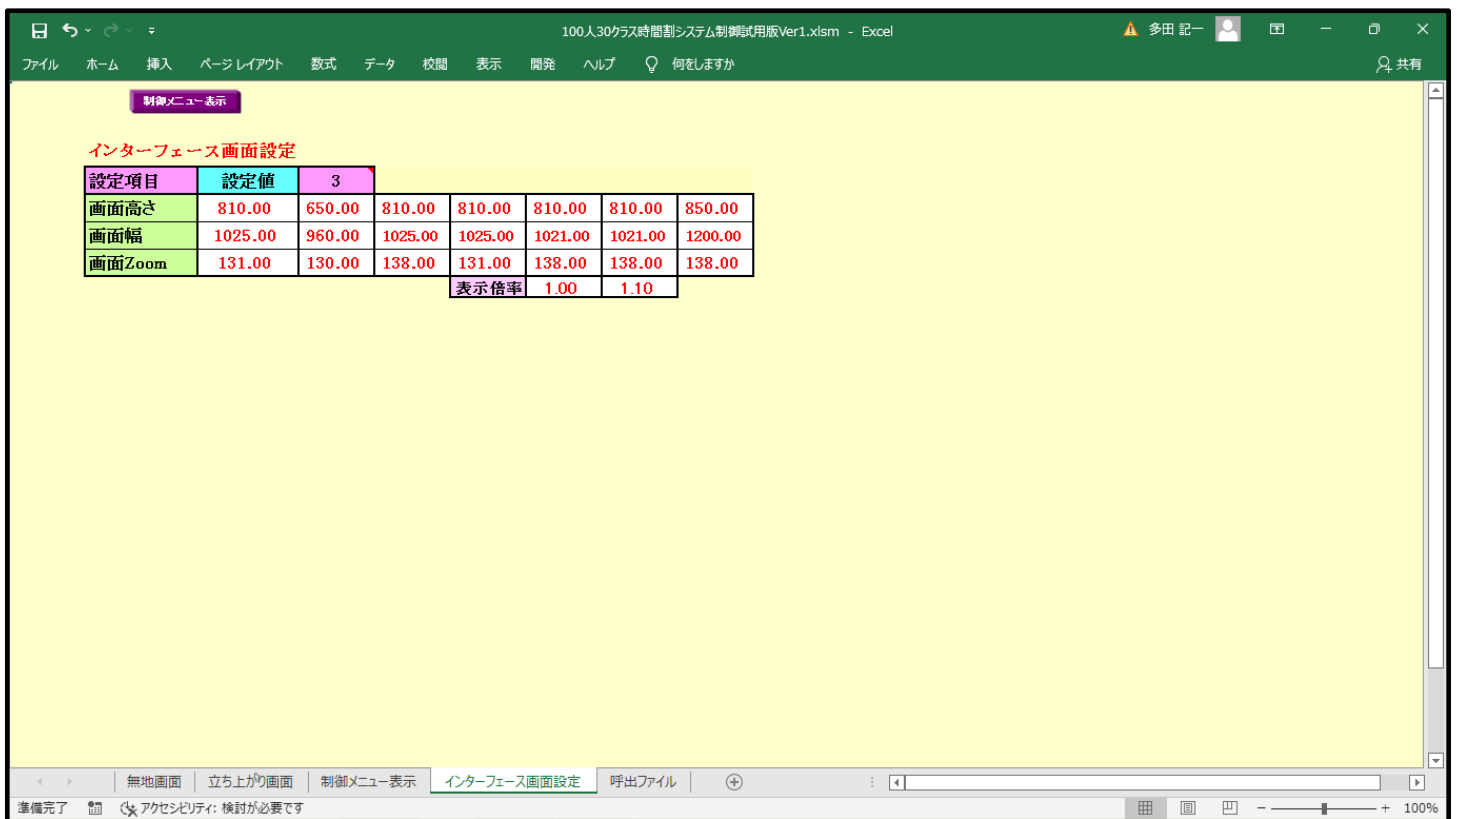 100人30クラス時間割システム制御試用版Ver1.xlsm - Excel 多田 記一
ファイル ホーム 挿入 ページ レイアウト 数式 データ 校閲 表示 開発 ヘルプ 何をしますか 共有
制御メニュー表示
インターフェース画面設定
設定項目 設定値 3
画面高さ 810.00 650.00 810.00 810.00 810.00 810.00 850.00
画面幅 1025.00 960.00 1025.00 1025.00 1021.00 1021.00 1200.00
画面Zoom 131.00 130.00 138.00 131.00 138.00 138.00 138.00
表示倍率 1.00 1.10
無地画面 立ち上がり画面 制御メニュー表示 インターフェース画面設定 呼出ファイル
準備完了 アクセシビリティ: 検討が必要です 100%